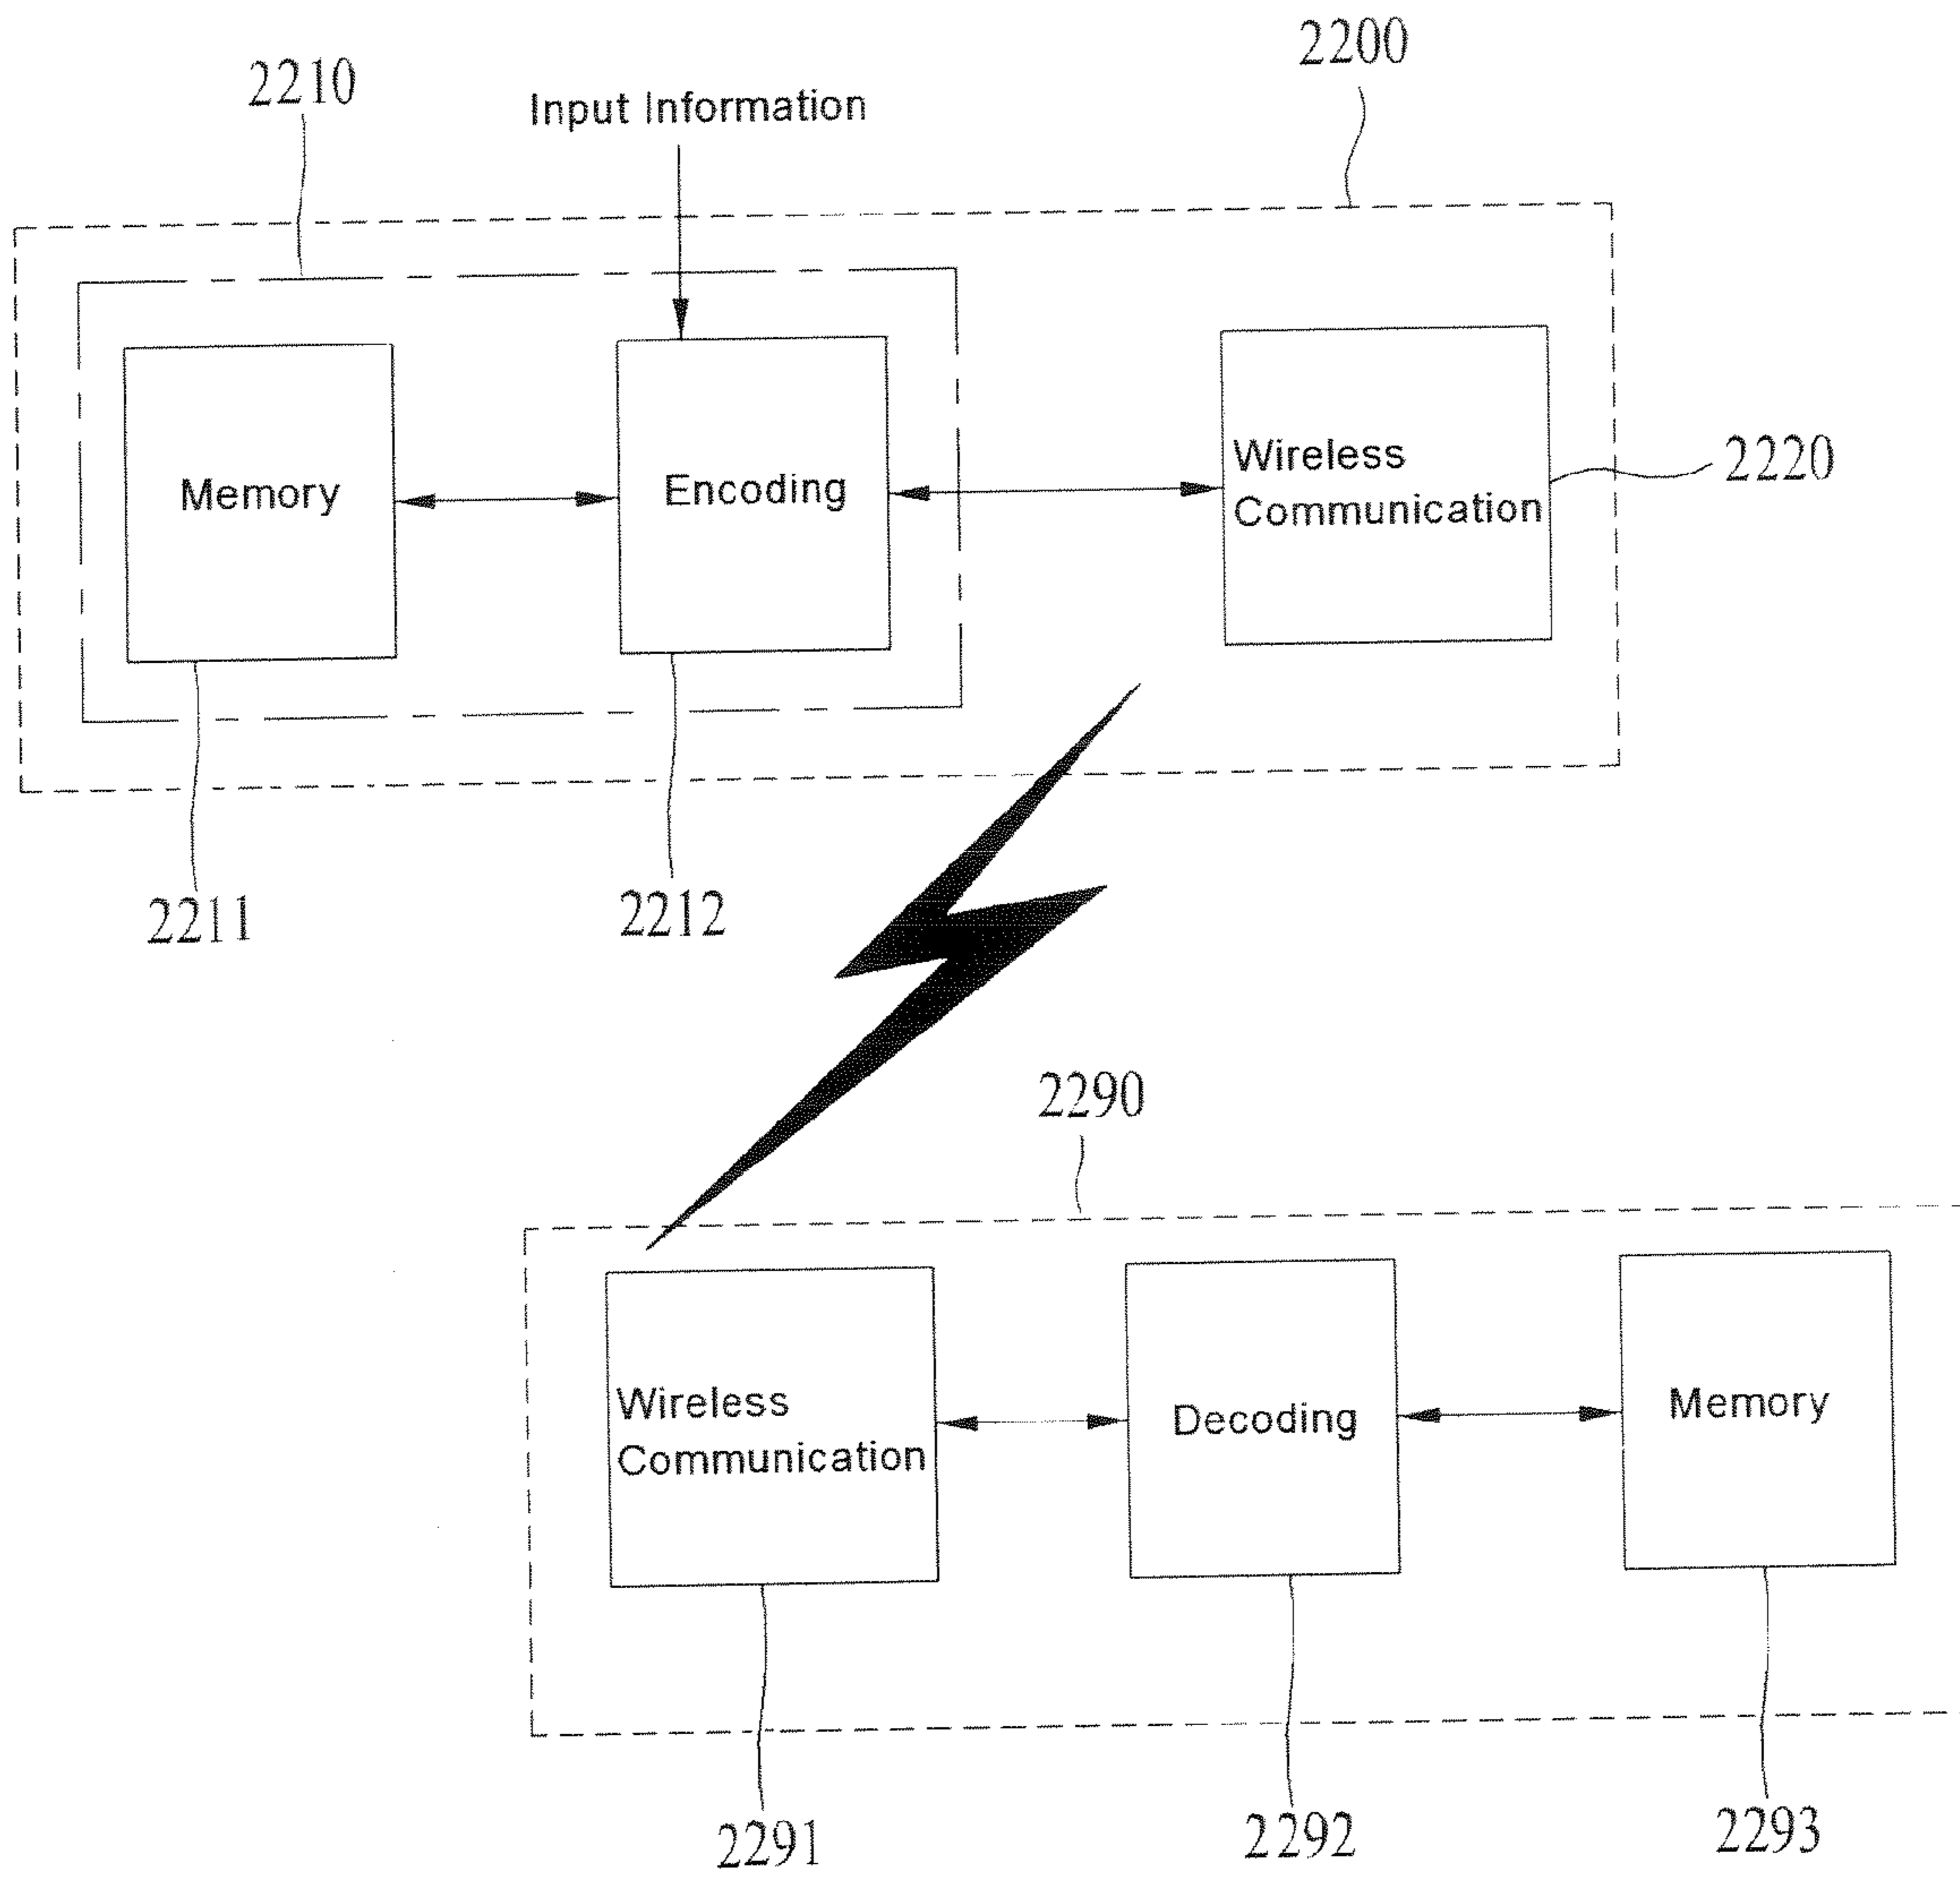 2200
2210
Input Information
Memory
Encoding
Wireless
Communication
2220
2211
2212
2290
Wireless
Communication
Decoding
Memory
2291
2292
2293